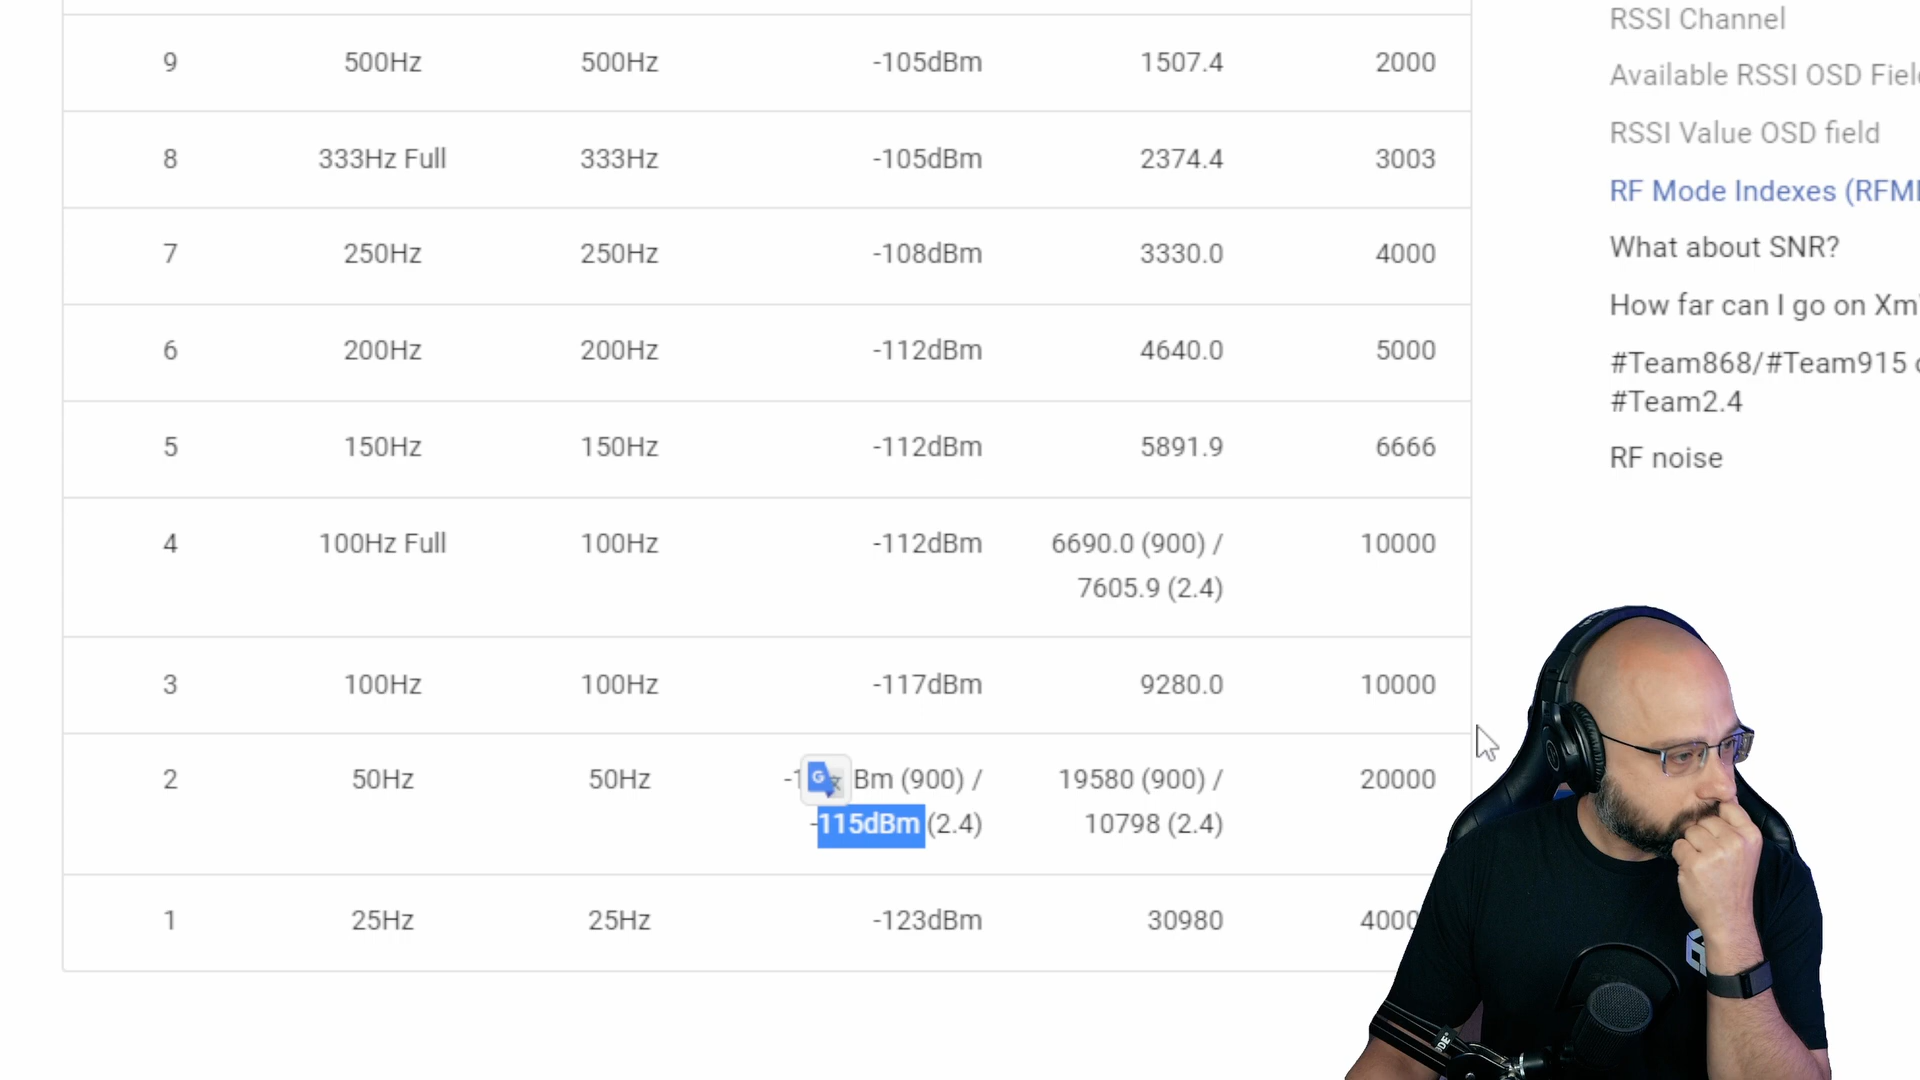 9 500Hz 500Hz -105dBm 1507.4 2000
8 333Hz Full 333Hz -105dBm 2374.4 3003
7 250Hz 250Hz -108dBm 3330.0 4000
6 200Hz 200Hz -112dBm 4640.0 5000
5 150Hz 150Hz -112dBm 5891.9 6666
4 100Hz Full 100Hz -112dBm 6690.0 (900) / 10000
7605.9 (2.4)
3 100Hz 100Hz -117dBm 9280.0 10000
2 50Hz 50Hz Bm (900) / 19580 (900) / 20000
-115dBm (2.4) 10798 (2.4)
1 25Hz 25Hz -123dBm 30980
RSSI Channel
Available RSSI OSD
RSSI Value OSD field
RF Mode Indexes
What about SNR?
How far can I go on
#Team868/#Team915
#Team2.4
RF noise